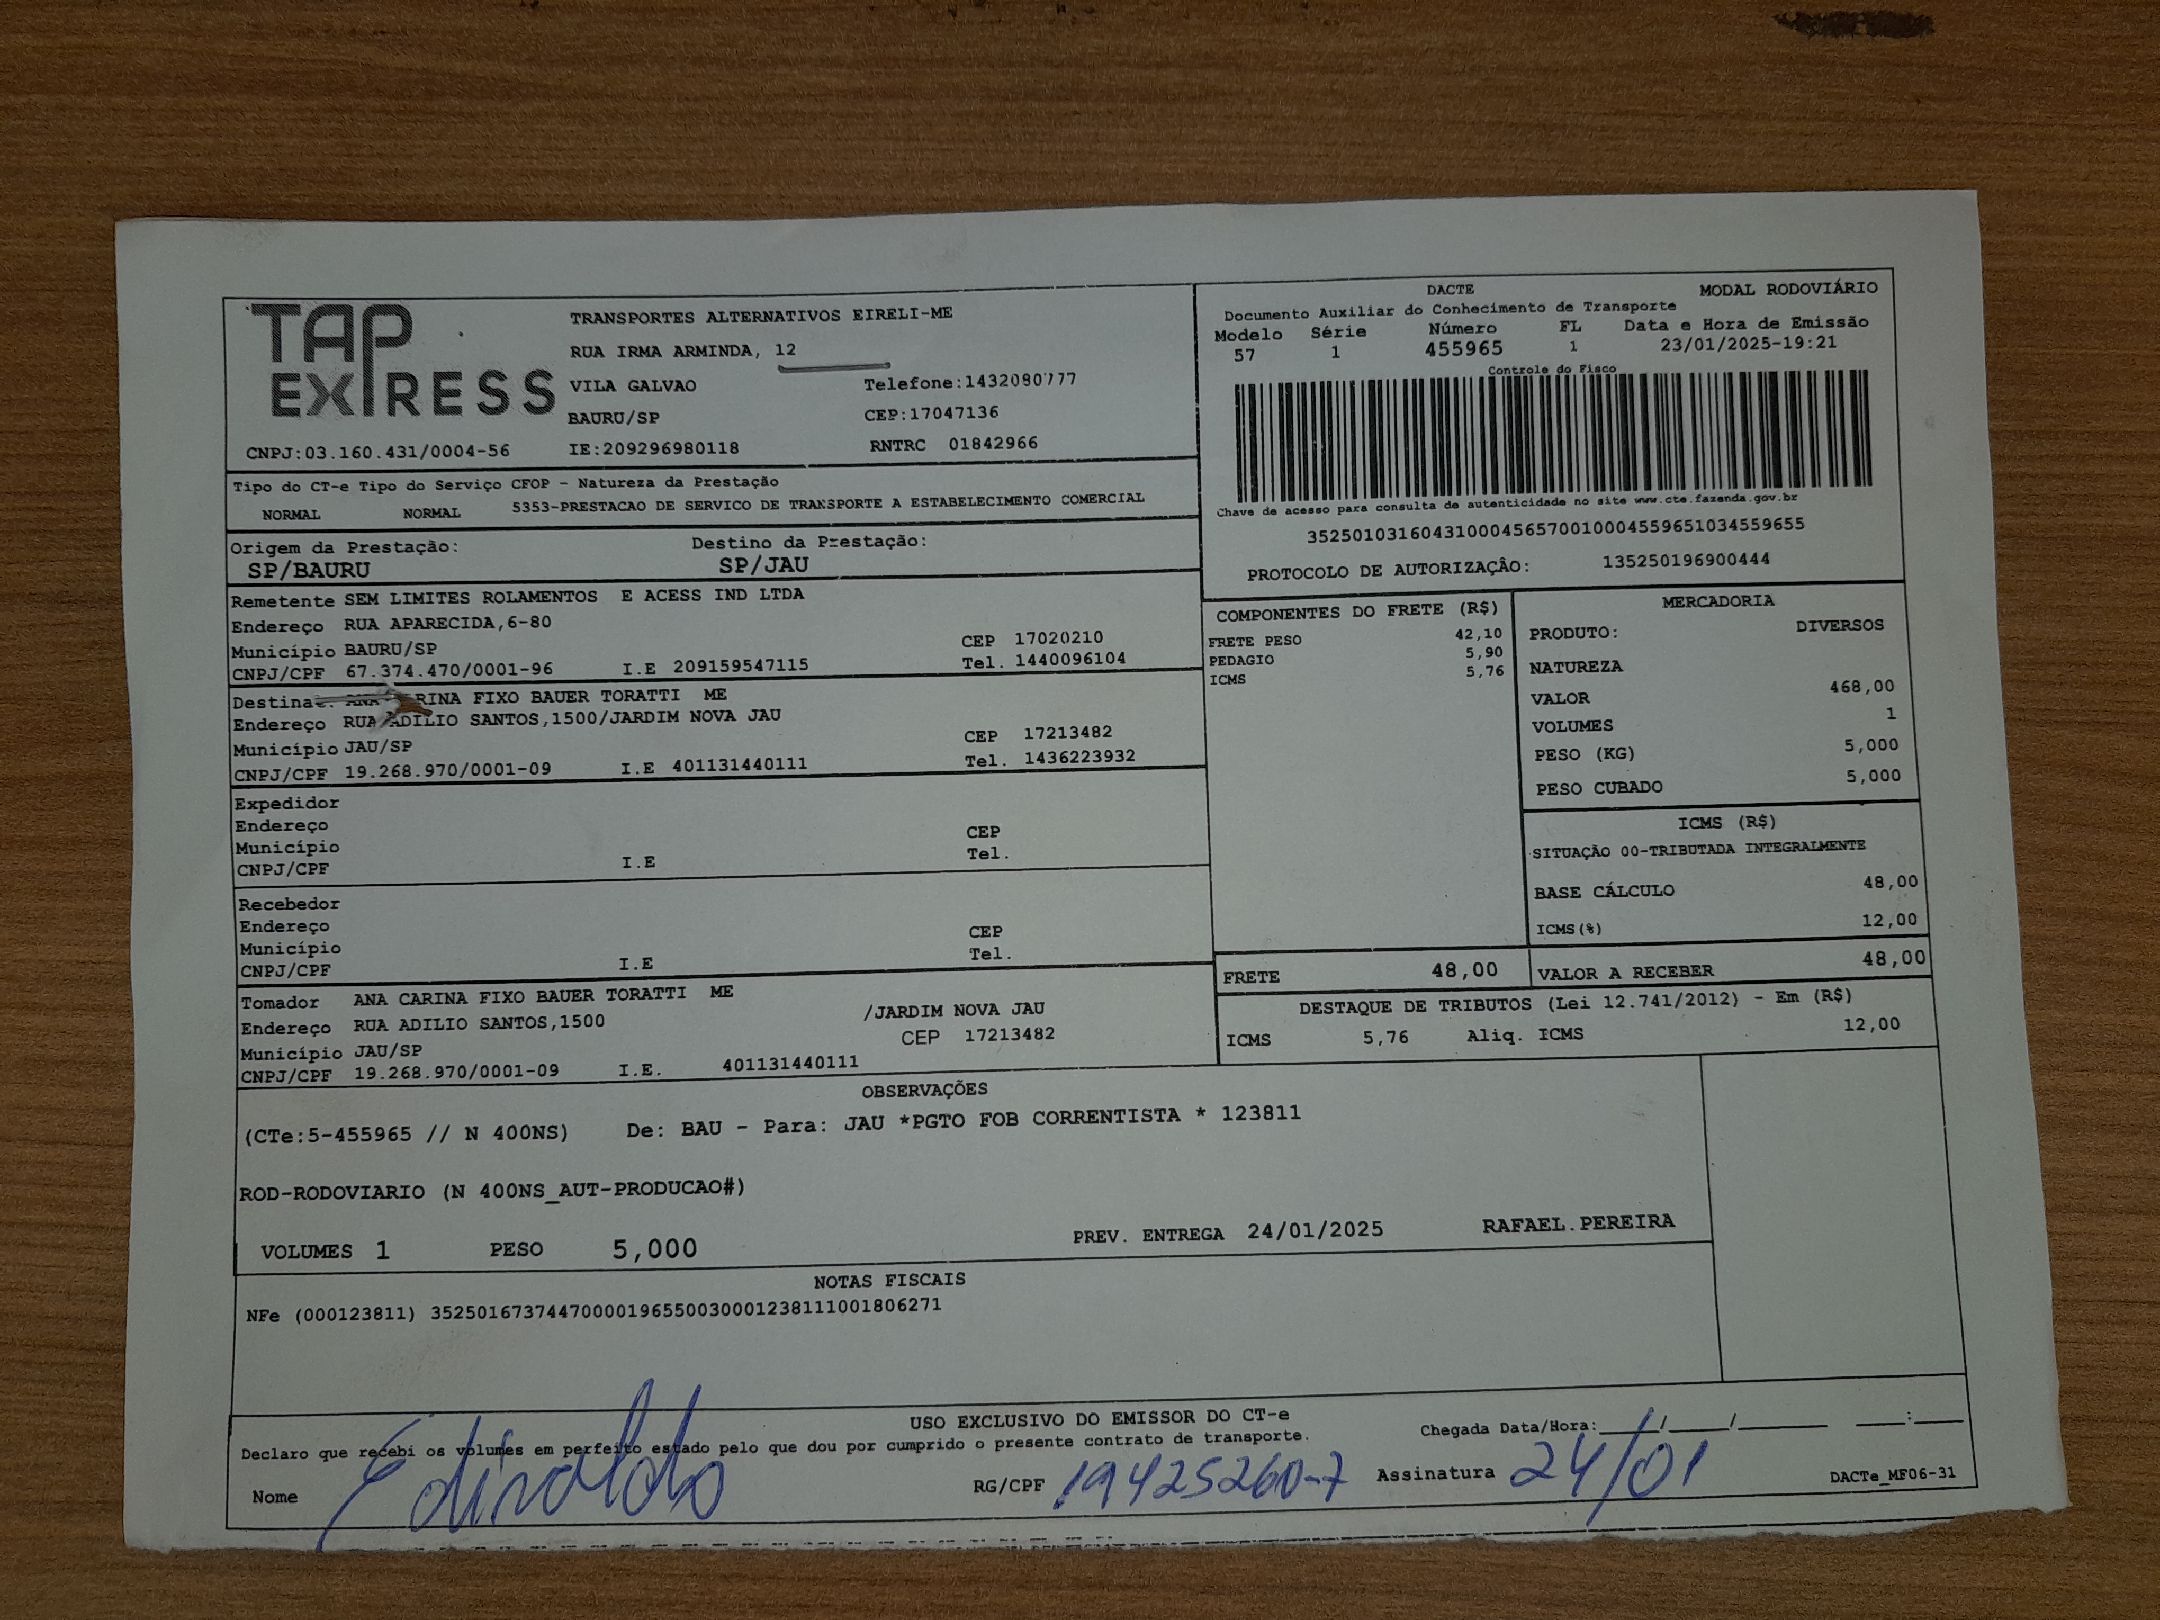 TAP EXPRESS
TRANSPORTES ALTERNATIVOS EIRELI-ME
RUA IRMA ARMINDA, 12
VILA GALVAO Telefone:1432080777
BAURU/SP CEP:17047136
CNPJ:03.160.431/0004-56 IE:209296980118 RNTRC 01842966
DACTE MODAL RODOVIÁRIO
Documento Auxiliar do Conhecimento de Transporte
Modelo Série Número FL Data e Hora de Emissão
57 1 455965 1 23/01/2025-19:21
Controle do Fisco
Chave de acesso para consulta de autenticidade no site www.cte.fazenda.gov.br
35250103160431000456570010004559651034559655
PROTOCOLO DE AUTORIZAÇÃO: 135250196900444
Tipo do CT-e Tipo do Serviço CFOP - Natureza da Prestação
NORMAL NORMAL 5353-PRESTACAO DE SERVICO DE TRANSPORTE A ESTABELECIMENTO COMERCIAL
Origem da Prestação: Destino da Prestação:
SP/BAURU SP/JAU
Remetente SEM LIMITES ROLAMENTOS E ACESS IND LTDA
Endereço RUA APARECIDA,6-80
Município BAURU/SP CEP 17020210
CNPJ/CPF 67.374.470/0001-96 I.E 209159547115 Tel. 1440096104
Destinat. ANA CARINA FIXO BAUER TORATTI ME
Endereço RUA ADILIO SANTOS,1500/JARDIM NOVA JAU
Município JAU/SP CEP 17213482
CNPJ/CPF 19.268.970/0001-09 I.E 401131440111 Tel. 1436223932
Expedidor
Endereço
Município CEP
CNPJ/CPF I.E Tel.
Recebedor
Endereço
Município CEP
CNPJ/CPF I.E Tel.
Tomador ANA CARINA FIXO BAUER TORATTI ME
Endereço RUA ADILIO SANTOS,1500 /JARDIM NOVA JAU
Município JAU/SP CEP 17213482
CNPJ/CPF 19.268.970/0001-09 I.E. 401131440111
COMPONENTES DO FRETE (R$)
FRETE PESO 42,10
PEDAGIO 5,90
ICMS 5,76
MERCADORIA
PRODUTO: DIVERSOS
NATUREZA
VALOR 468,00
VOLUMES 1
PESO (KG) 5,000
PESO CUBADO 5,000
ICMS (R$)
SITUAÇÃO 00-TRIBUTADA INTEGRALMENTE
BASE CÁLCULO 48,00
ICMS(%) 12,00
FRETE 48,00 VALOR A RECEBER 48,00
DESTAQUE DE TRIBUTOS (Lei 12.741/2012) - Em (R$)
ICMS 5,76 Aliq. ICMS 12,00
OBSERVAÇÕES
(CTe:5-455965 // N 400NS) De: BAU - Para: JAU *PGTO FOB CORRENTISTA * 123811
ROD-RODOVIARIO (N 400NS_AUT-PRODUCAO#)
VOLUMES 1 PESO 5,000 PREV. ENTREGA 24/01/2025 RAFAEL.PEREIRA
NOTAS FISCAIS
NFe (000123811) 35250167374470000196550030001238111001806271
USO EXCLUSIVO DO EMISSOR DO CT-e
Declaro que recebi os volumes em perfeito estado pelo que dou por cumprido o presente contrato de transporte. Chegada Data/Hora:____/____/______ ____:____
Nome Edinaldo RG/CPF 19425260-7 Assinatura 24/01 DACTe_MF06-31